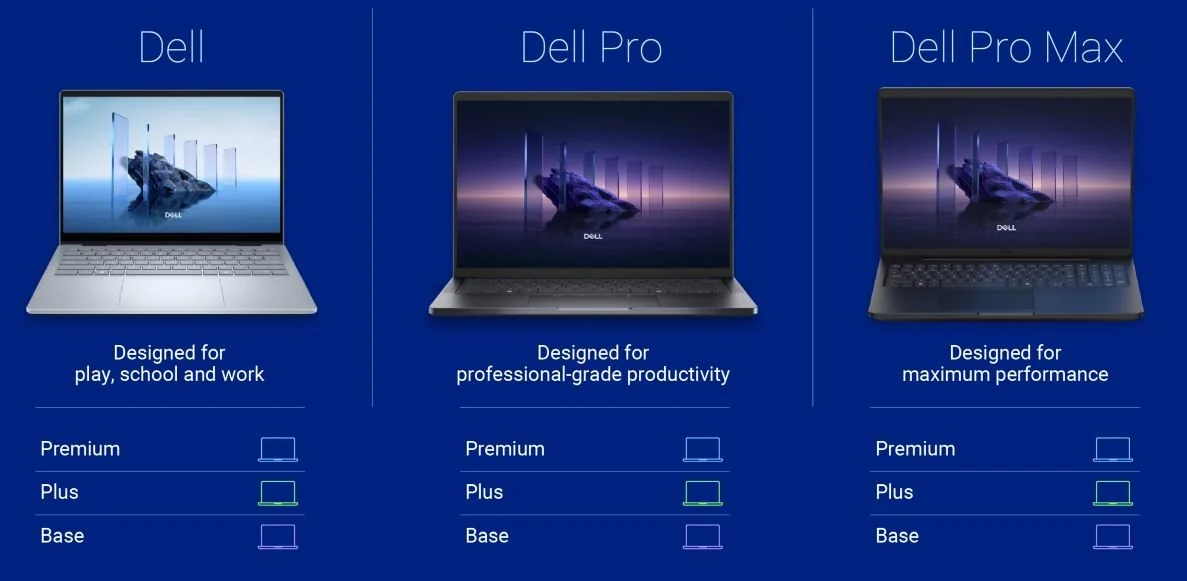 Dell
DELL
Designed for
play, school and work
Premium
Plus
Base
Dell Pro
DELL
Designed for
professional-grade productivity
Premium
Plus
Base
Dell Pro Max
DELL
Designed for
maximum performance
Premium
Plus
Base